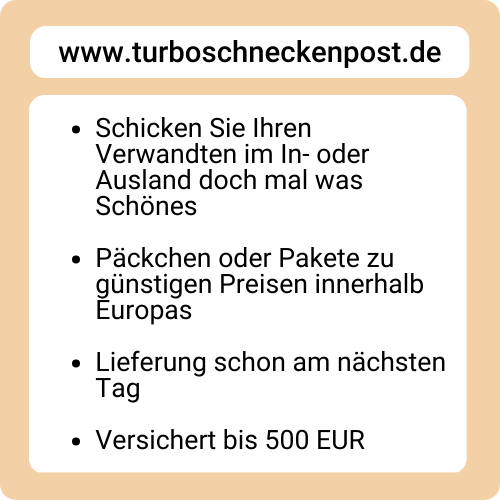 www.turboschneckenpost.de
• Schicken Sie Ihren
Verwandten im In- oder
Ausland doch mal was
Schönes
• Päckchen oder Pakete zu
günstigen Preisen innerhalb
Europas
• Lieferung schon am nächsten
Tag
• Versichert bis 500 EUR